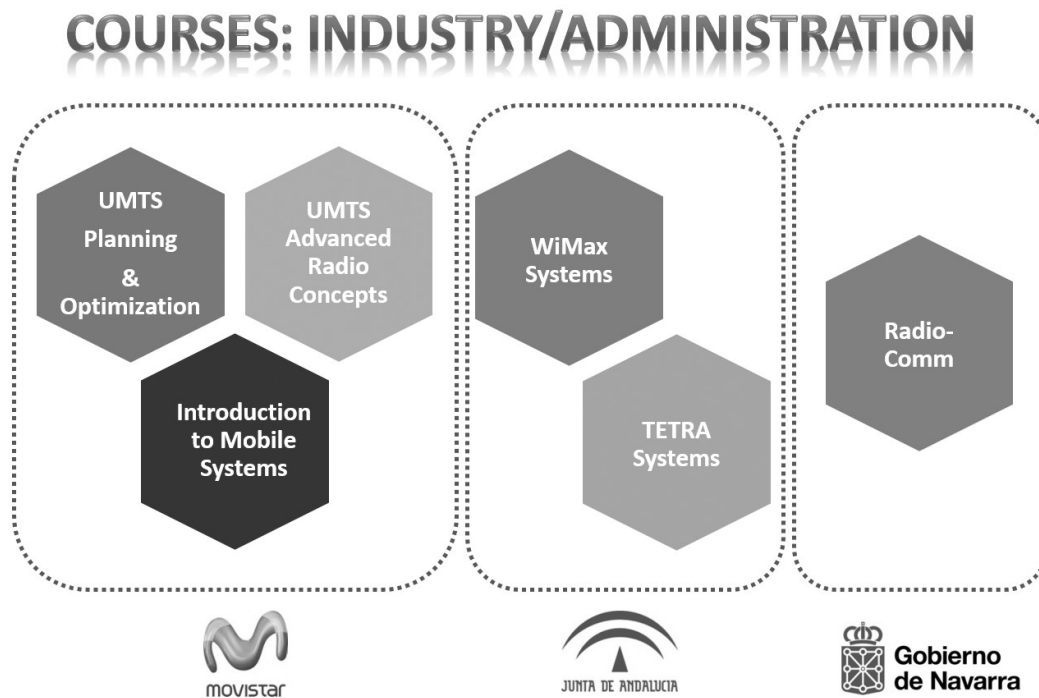 COURSES: INDUSTRY/ADMINISTRATION
UMTS
Planning
&
Optimization
UMTS
Advanced
Radio
Concepts
Introduction
to Mobile
Systems
WiMax
Systems
TETRA
Systems
Radio-
Comm
movistar
JUNTA DE ANDALUCIA
Gobierno
de Navarra